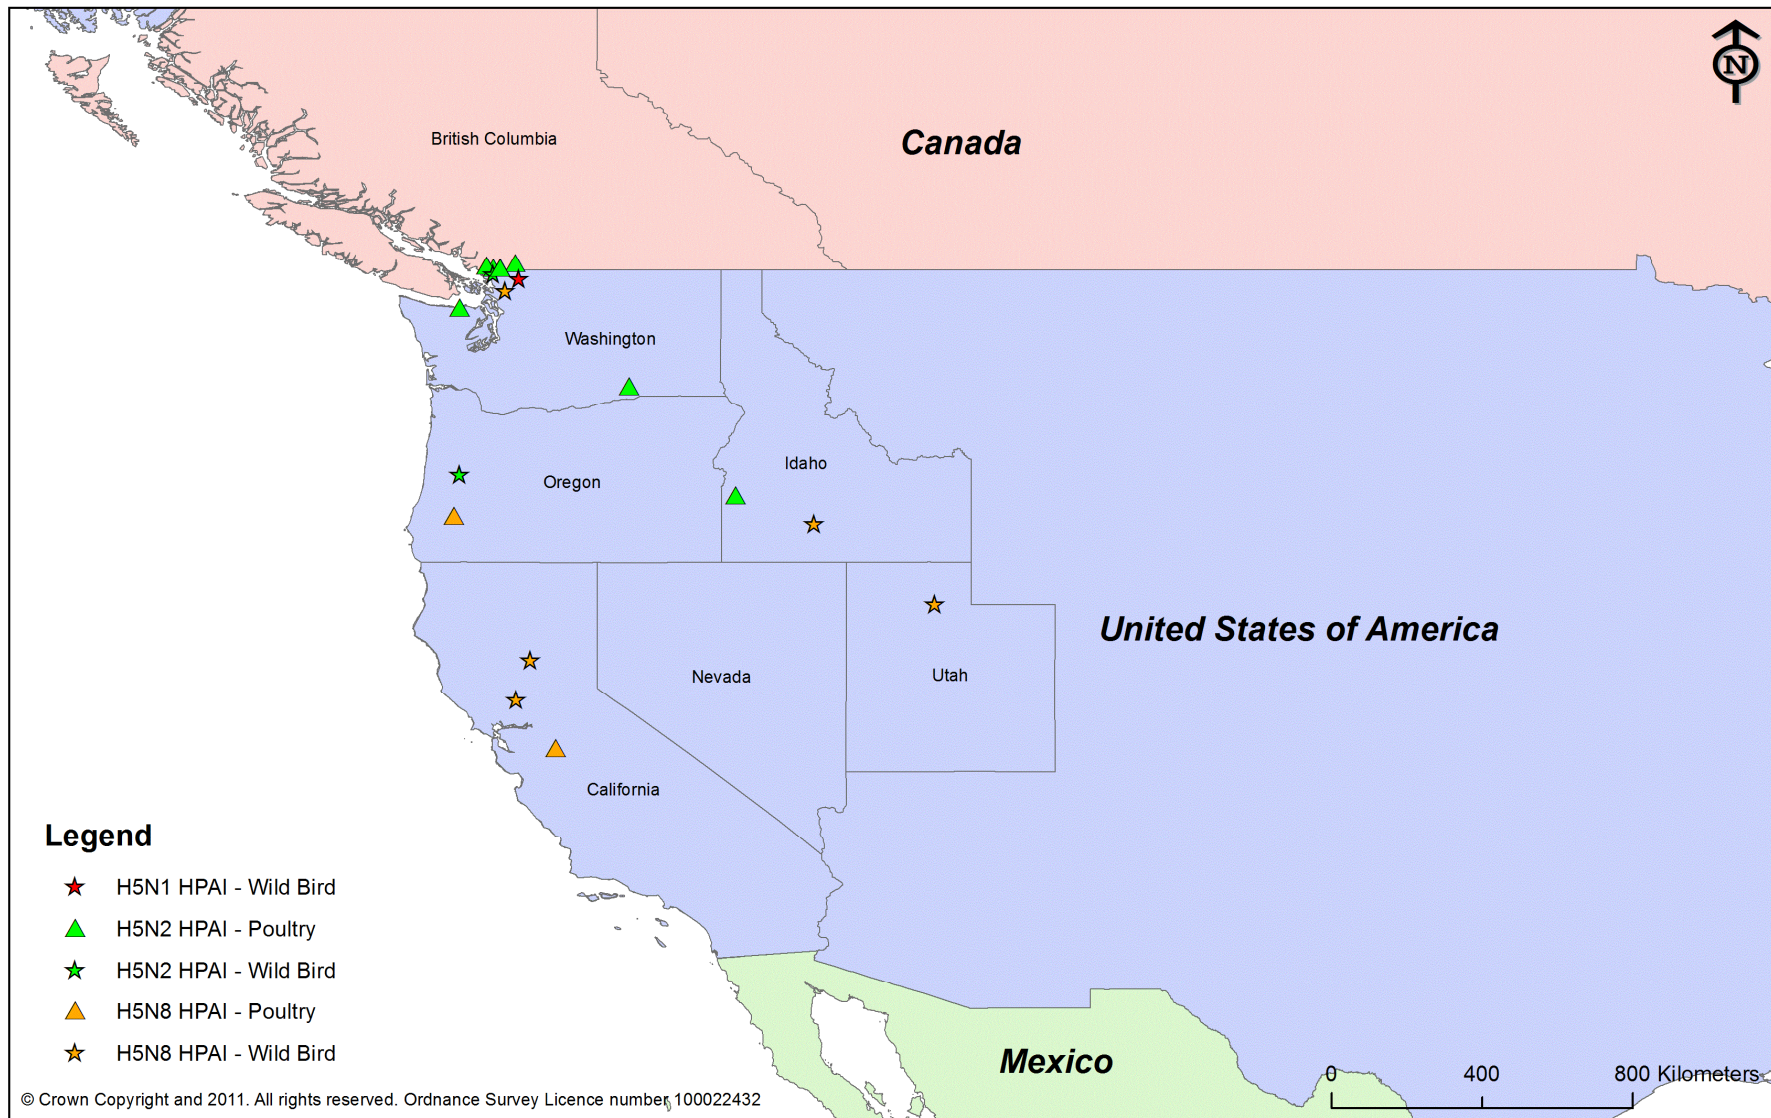 N
British Columbia
Canada
Washington
Idaho
Oregon
United States of America
Utah
Nevada
California
Legend
H5N1 HPAI - Wild Bird
H5N2 HPAI - Poultry
H5N2 HPAI - Wild Bird
H5N8 HPAI - Poultry
H5N8 HPAI - Wild Bird
Mexico
0 400 800 Kilometers
© Crown Copyright and 2011. All rights reserved. Ordnance Survey Licence number 100022432